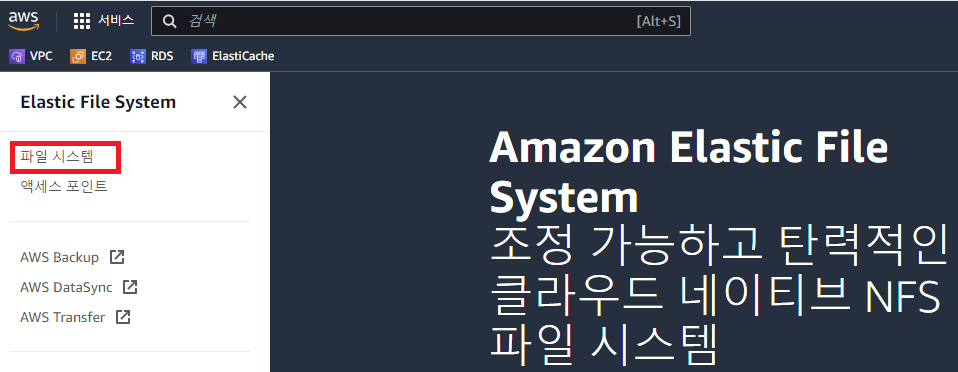 aws
서비스
검색
[Alt+S]
VPC
EC2
RDS
ElastiCache
Elastic File System
파일 시스템
액세스 포인트
AWS Backup
AWS DataSync
AWS Transfer
Amazon Elastic File
System
조정 가능하고 탄력적인
클라우드 네이티브 NFS
파일 시스템